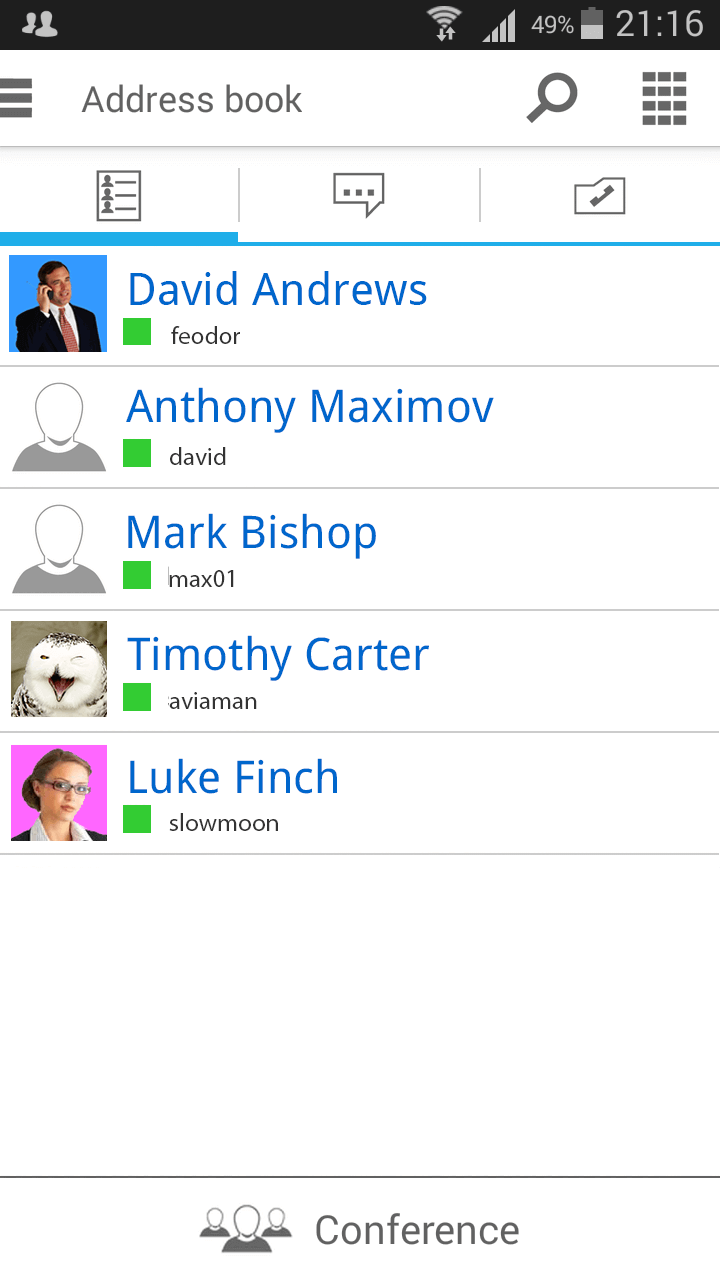 49% 21:16
Address book
David Andrews
feodor
Anthony Maximov
david
Mark Bishop
max01
Timothy Carter
aviaman
Luke Finch
slowmoon
Conference